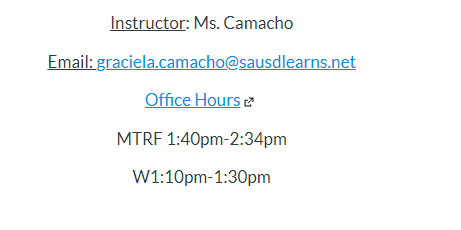 Instructor: Ms. Camacho
Email: graciela.camacho@sausdlearns.net
Office Hours
MTRF 1:40pm-2:34pm
W1:10pm-1:30pm